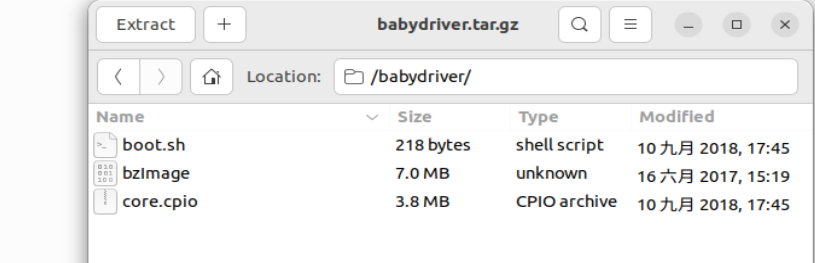 Extract + babydriver.tar.gz
Location: /babydriver/
Name Size Type Modified
boot.sh 218 bytes shell script 10 九月 2018, 17:45
bzImage 7.0 MB unknown 16 六月 2017, 15:19
core.cpio 3.8 MB CPIO archive 10 九月 2018, 17:45